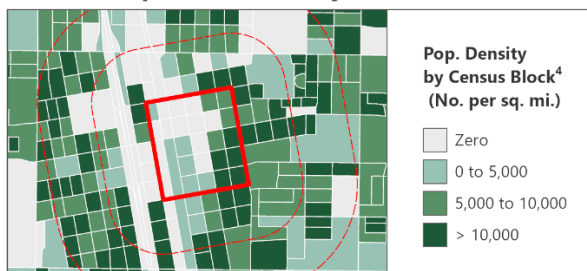 Pop. Density
by Census Block⁴
(No. per sq. mi.)
Zero
0 to 5,000
5,000 to 10,000
> 10,000